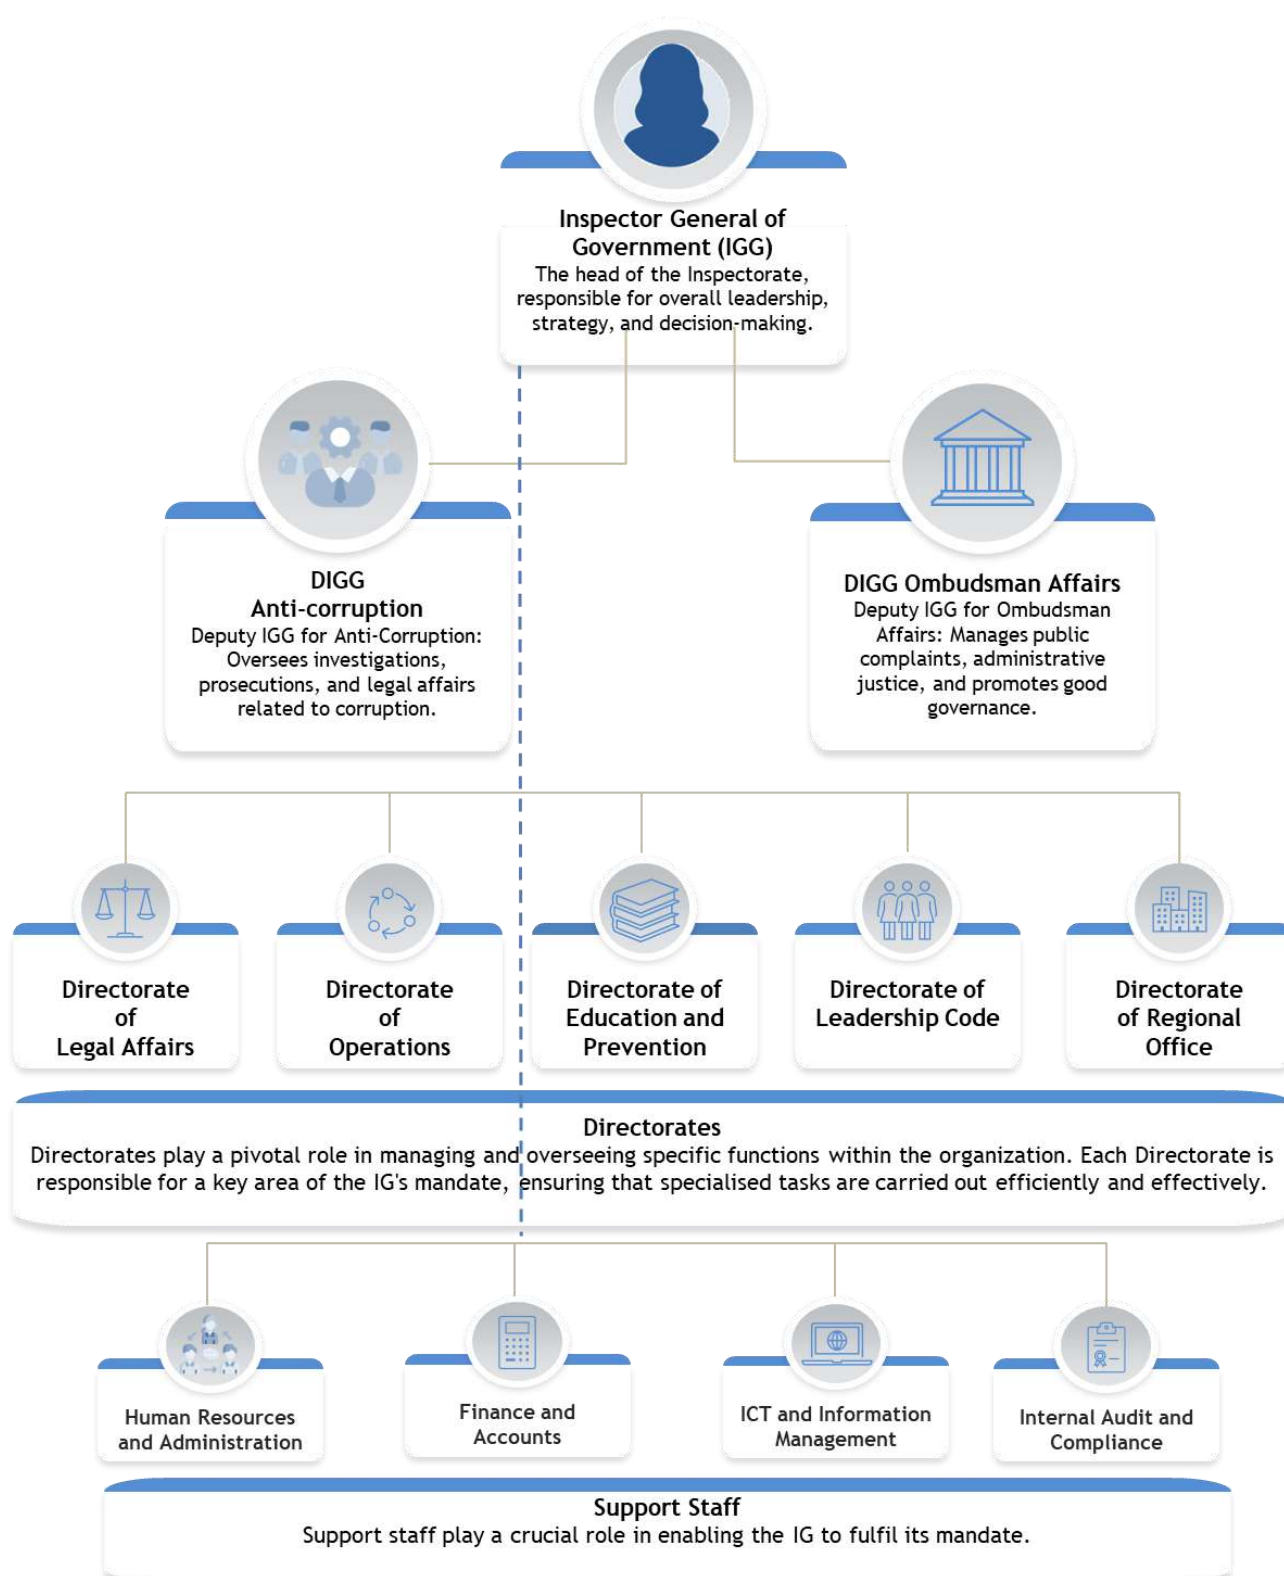 Inspector General of
Government (IGG)
The head of the Inspectorate,
responsible for overall leadership,
strategy, and decision-making.
DIGG
Anti-corruption
Deputy IGG for Anti-Corruption:
Oversees investigations,
prosecutions, and legal affairs
related to corruption.
DIGG Ombudsman Affairs
Deputy IGG for Ombudsman
Affairs: Manages public
complaints, administrative
justice, and promotes good
governance.
Directorate
of
Legal Affairs
Directorate
of
Operations
Directorate of
Education and
Prevention
Directorate of
Leadership Code
Directorate
of Regional
Office
Directorates
Directorates play a pivotal role in managing and overseeing specific functions within the organization. Each Directorate is
responsible for a key area of the IG's mandate, ensuring that specialised tasks are carried out efficiently and effectively.
Human Resources
and Administration
Finance and
Accounts
ICT and Information
Management
Internal Audit and
Compliance
Support Staff
Support staff play a crucial role in enabling the IG to fulfil its mandate.